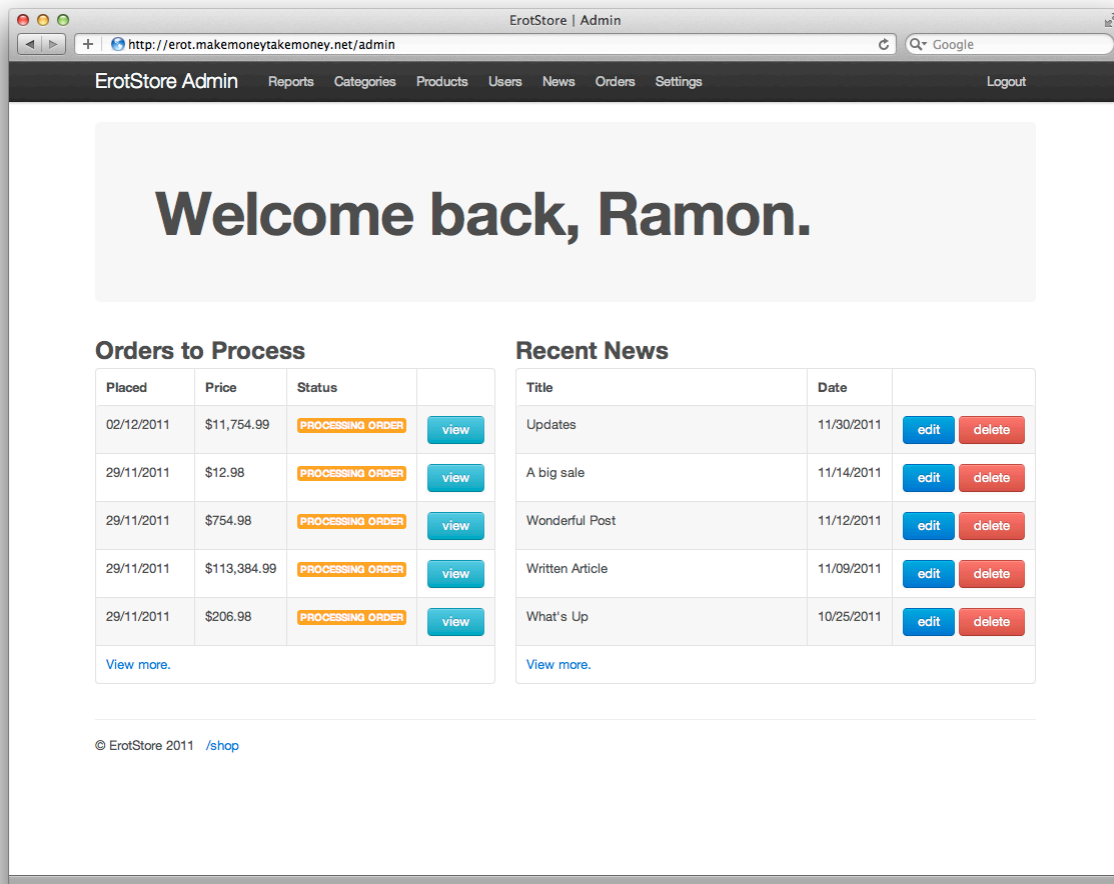 ErotStore | Admin
http://erot.makemoneytakemoney.net/admin
Google
ErotStore Admin Reports Categories Products Users News Orders Settings Logout
Welcome back, Ramon.
Orders to Process
Placed Price Status
02/12/2011 $11,754.99 PROCESSING ORDER view
29/11/2011 $12.98 PROCESSING ORDER view
29/11/2011 $754.98 PROCESSING ORDER view
29/11/2011 $113,384.99 PROCESSING ORDER view
29/11/2011 $206.98 PROCESSING ORDER view
View more.
Recent News
Title Date
Updates 11/30/2011 edit delete
A big sale 11/14/2011 edit delete
Wonderful Post 11/12/2011 edit delete
Written Article 11/09/2011 edit delete
What's Up 10/25/2011 edit delete
View more.
© ErotStore 2011 /shop